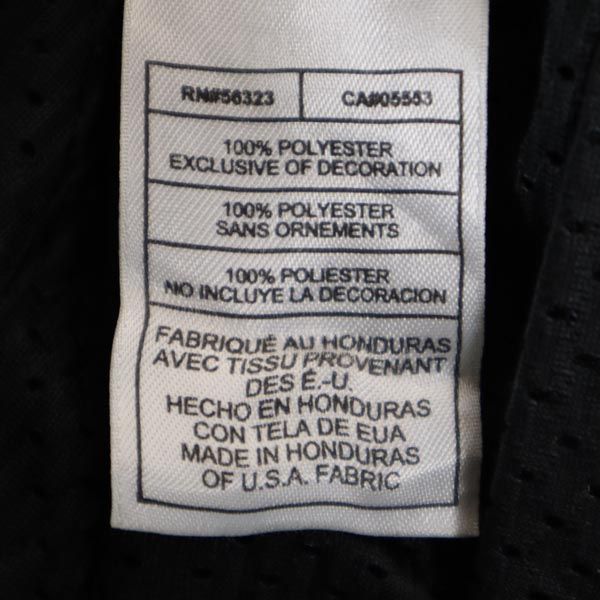 RN#56323 CA#05553
100% POLYESTER
EXCLUSIVE OF DECORATION
100% POLYESTER
SANS ORNEMENTS
100% POLIESTER
NO INCLUYE LA DECORACION
FABRIQUÉ AU HONDURAS
AVEC TISSU PROVENANT
DES É.-U.
HECHO EN HONDURAS
CON TELA DE EUA
MADE IN HONDURAS
OF U.S.A. FABRIC